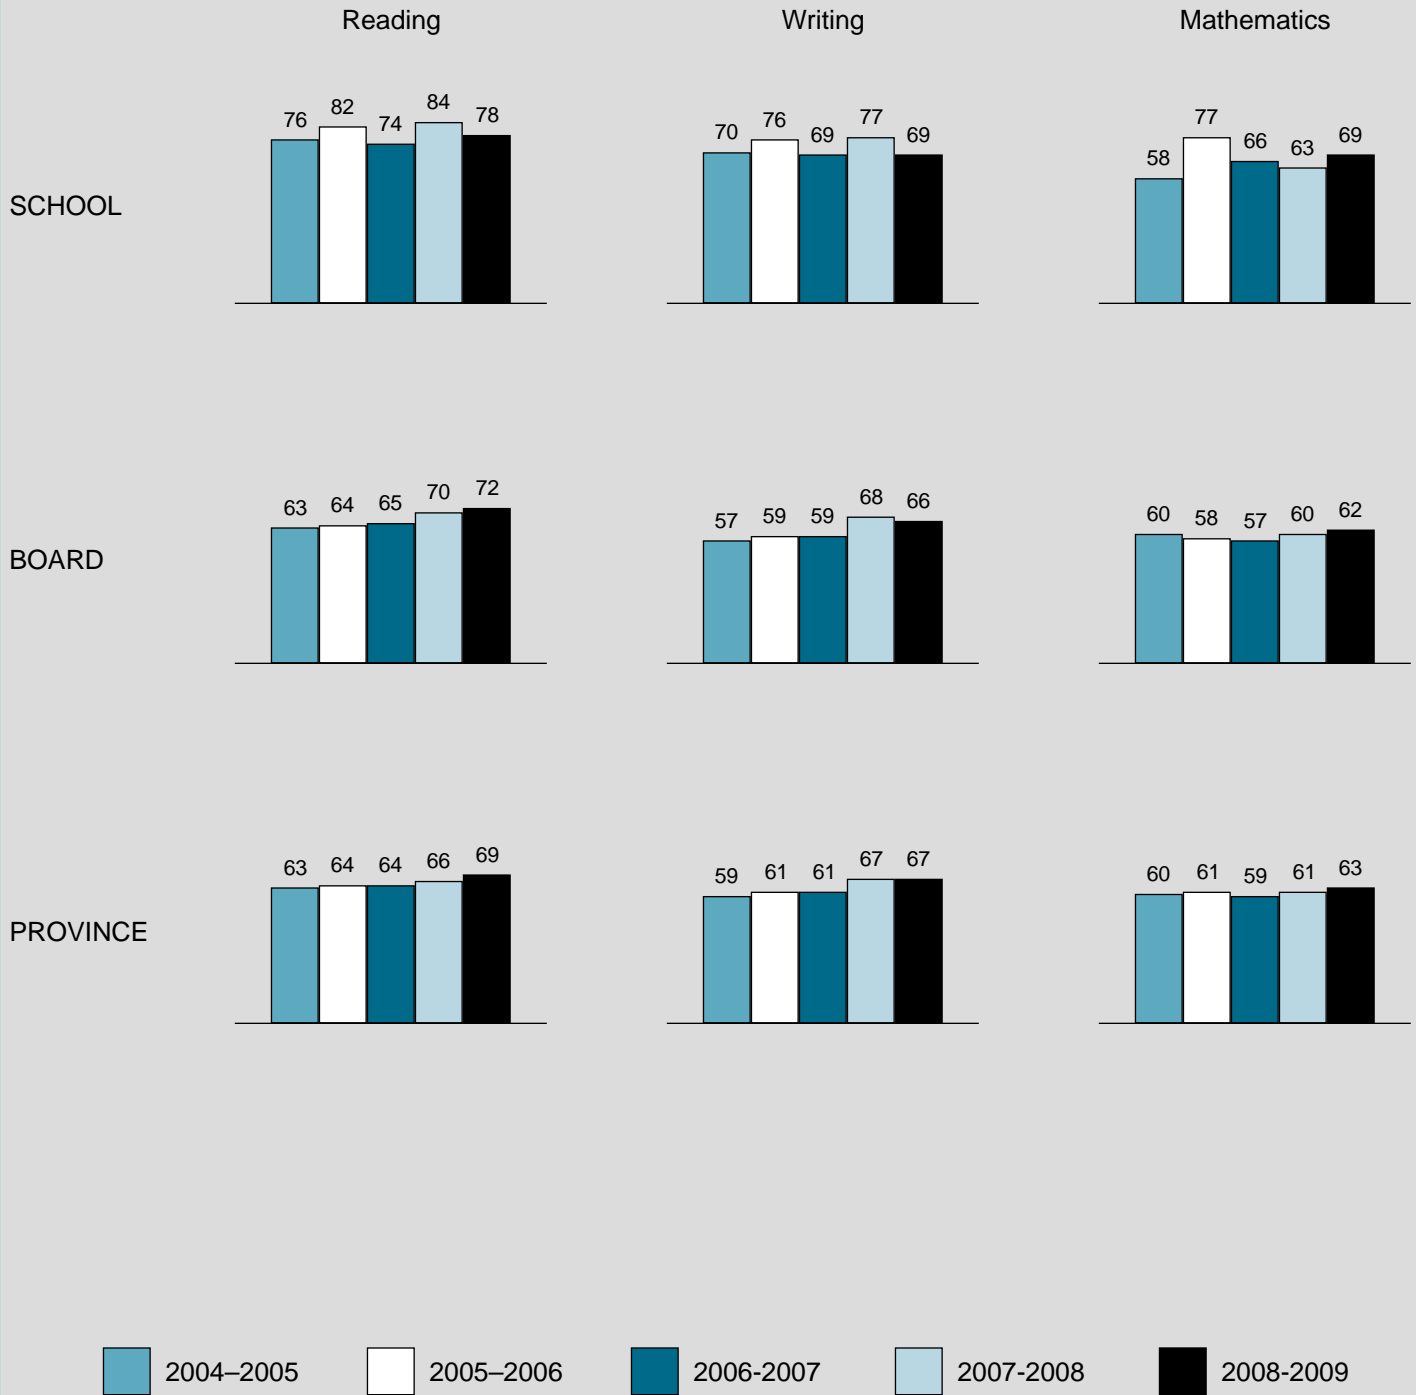 Reading Writing Mathematics
SCHOOL
76 82 74 84 78
70 76 69 77 69
58 77 66 63 69
BOARD
63 64 65 70 72
57 59 59 68 66
60 58 57 60 62
PROVINCE
63 64 64 66 69
59 61 61 67 67
60 61 59 61 63
2004–2005 2005–2006 2006-2007 2007-2008 2008-2009